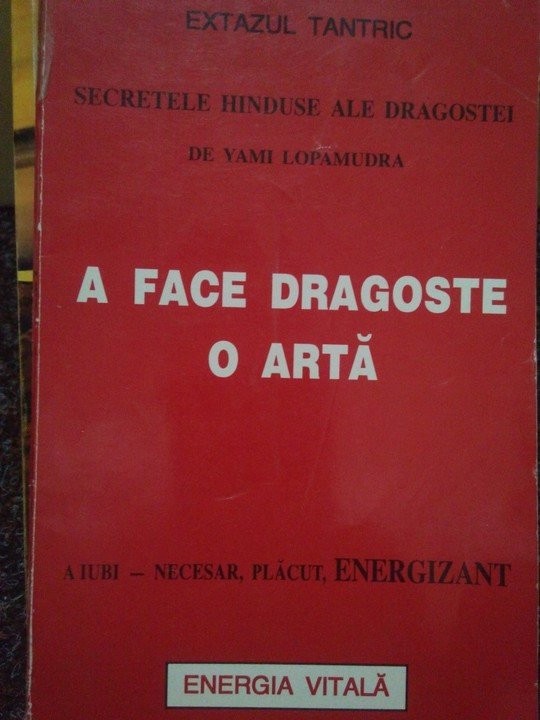 EXTAZUL TANTRIC
SECRETELE HINDUSE ALE DRAGOSTEI
DE YAMI LOPAMUDRA
A FACE DRAGOSTE
O ARTĂ
A IUBI — NECESAR, PLĂCUT, ENERGIZANT
ENERGIA VITALĂ